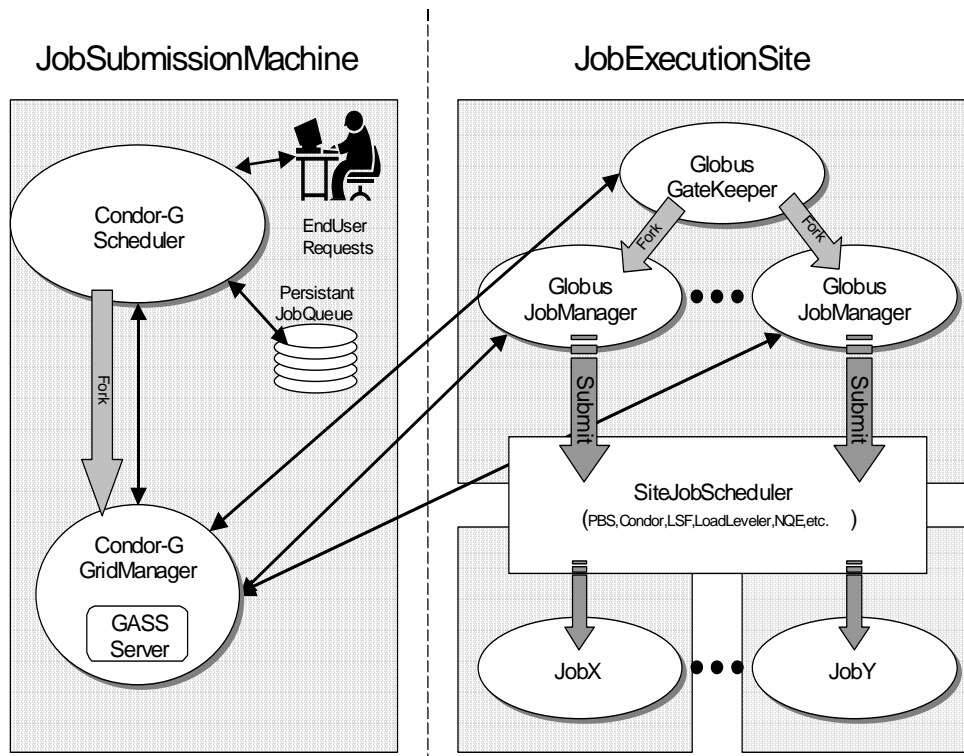 JobSubmissionMachine
JobExecutionSite
Condor-G
Scheduler
EndUser
Requests
Persistant
JobQueue
Fork
Condor-G
GridManager
GASS
Server
Globus
GateKeeper
Fork
Fork
Globus
JobManager
Globus
JobManager
Submit
Submit
SiteJobScheduler
(PBS,Condor,LSF,LoadLeveler,NQE,etc. )
JobX
JobY